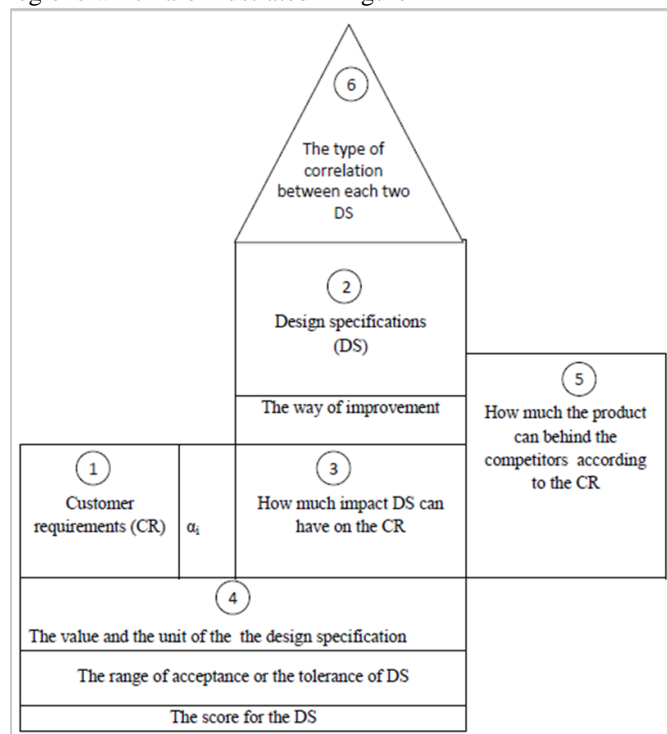 6
The type of
correlation
between each two
DS
2
Design specifications
(DS)
The way of improvement
5
How much the product
can behind the
competitors according
to the CR
1
Customer
requirements (CR)
αi
3
How much impact DS can
have on the CR
4
The value and the unit of the the design specification
The range of acceptance or the tolerance of DS
The score for the DS